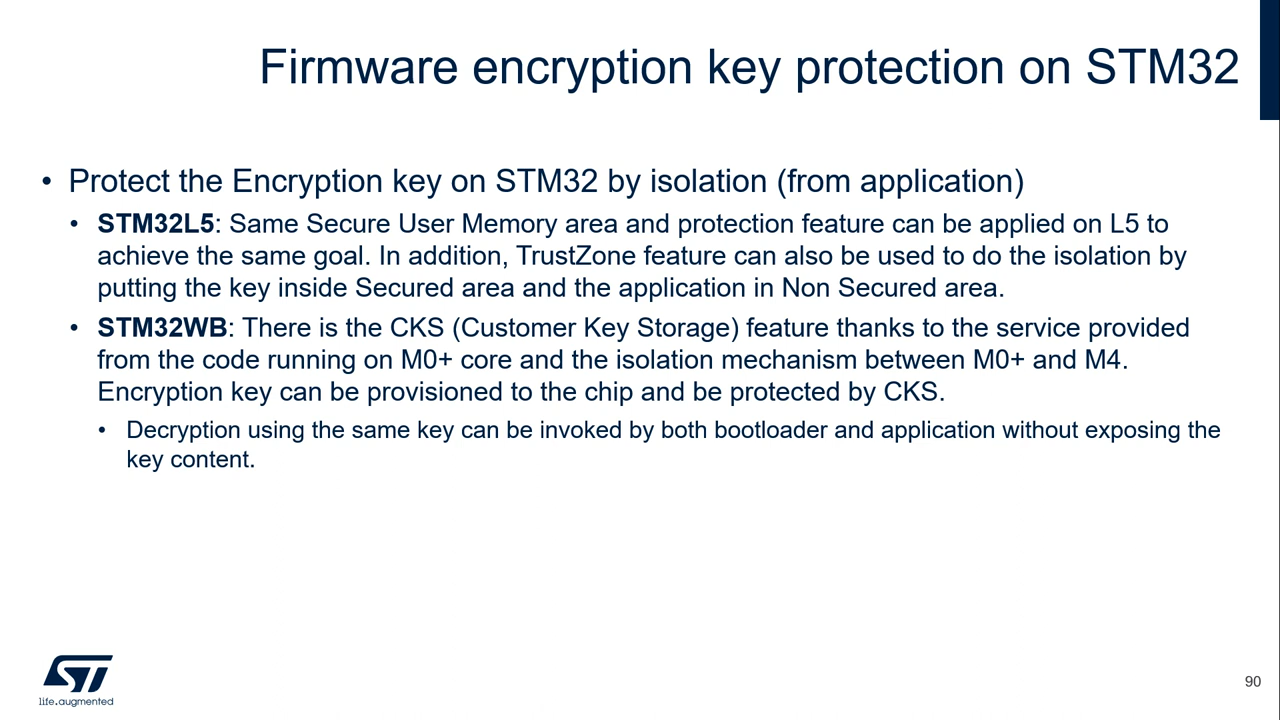 Firmware encryption key protection on STM32
• Protect the Encryption key on STM32 by isolation (from application)
• STM32L5: Same Secure User Memory area and protection feature can be applied on L5 to
achieve the same goal. In addition, TrustZone feature can also be used to do the isolation by
putting the key inside Secured area and the application in Non Secured area.
• STM32WB: There is the CKS (Customer Key Storage) feature thanks to the service provided
from the code running on M0+ core and the isolation mechanism between M0+ and M4.
Encryption key can be provisioned to the chip and be protected by CKS.
• Decryption using the same key can be invoked by both bootloader and application without exposing the
key content.
ST
life.augmented
90